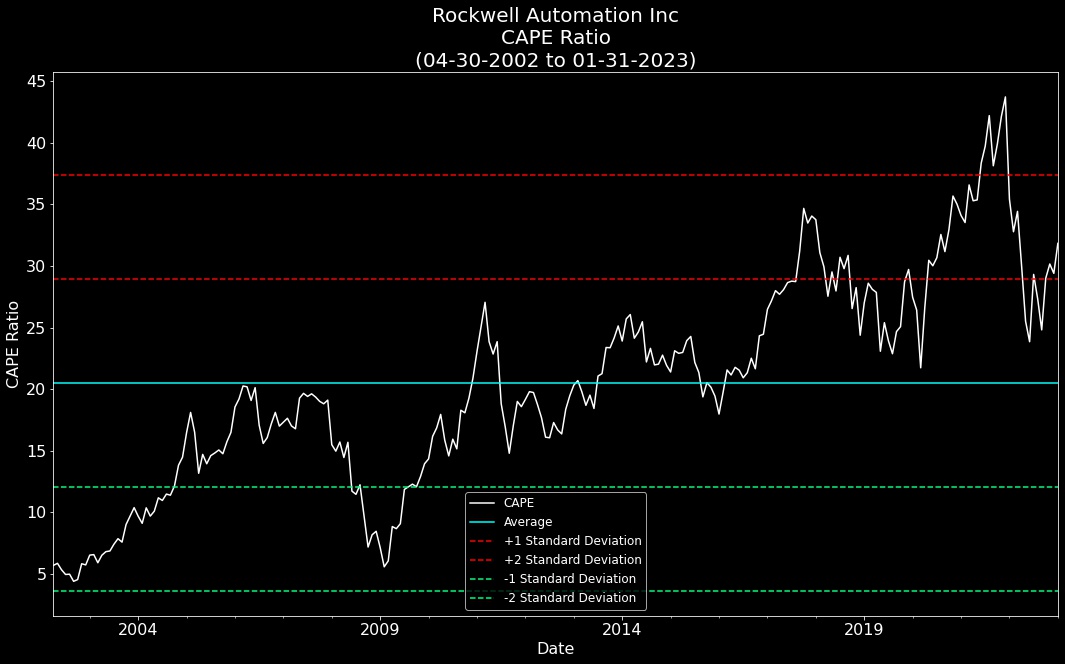 Rockwell Automation Inc
CAPE Ratio
(04-30-2002 to 01-31-2023)
45
40
35
30
25
20
15
10
5
CAPE Ratio
CAPE
Average
+1 Standard Deviation
+2 Standard Deviation
-1 Standard Deviation
-2 Standard Deviation
2004
2009
2014
2019
Date